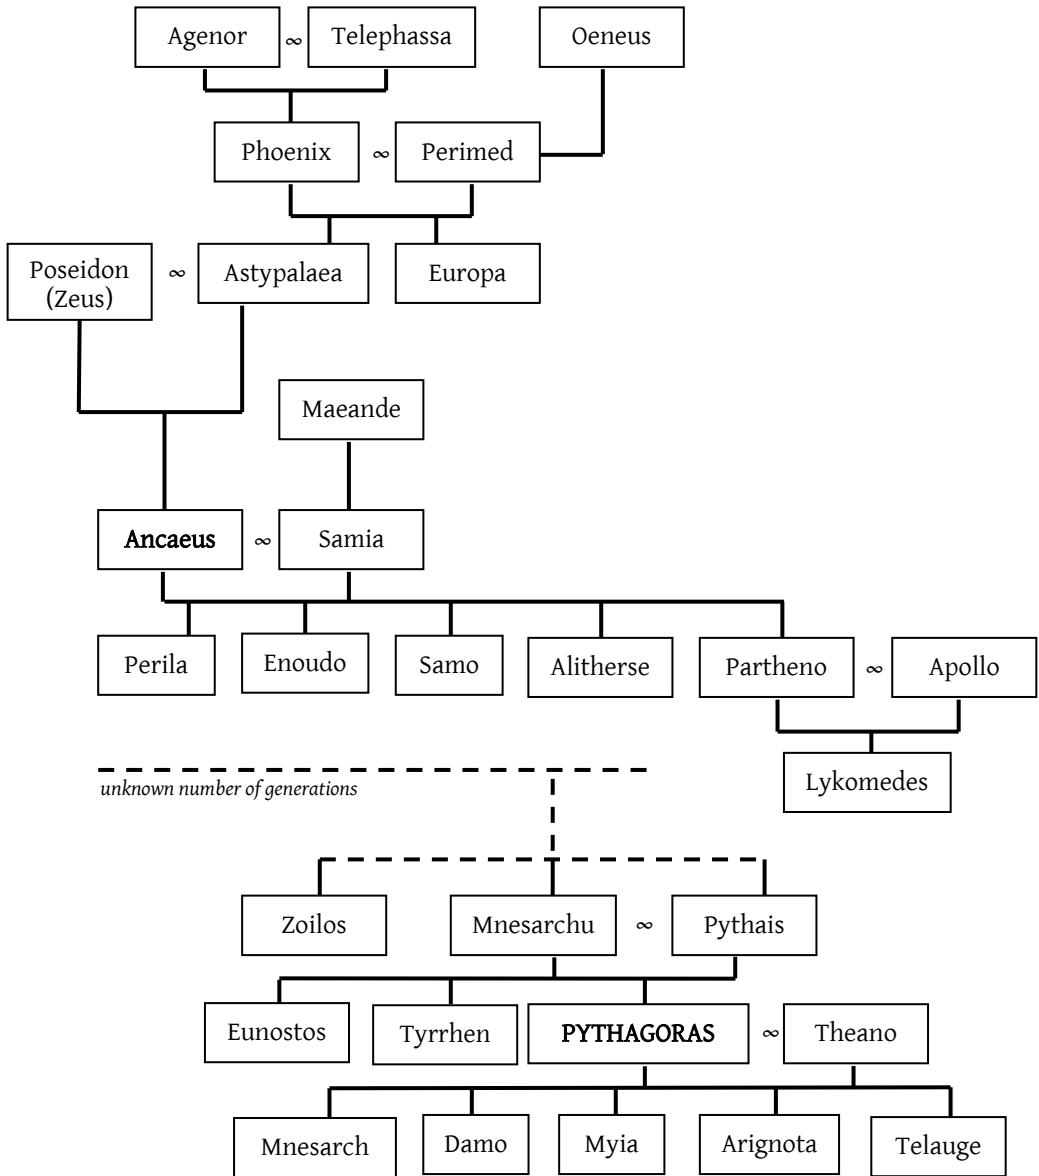 Agenor ∞ Telephassa Oeneus
Phoenix ∞ Perimed
Poseidon
(Zeus)
∞ Astypalaea Europa
Maeande
Ancaeus ∞ Samia
Perila Enoudo Samo Alitherse Partheno ∞ Apollo
Lykomedes
unknown number of generations
Zoilos Mnesarchu ∞ Pythais
Eunostos Tyrrhen PYTHAGORAS ∞ Theano
Mnesarch Damo Myia Arignota Telauge